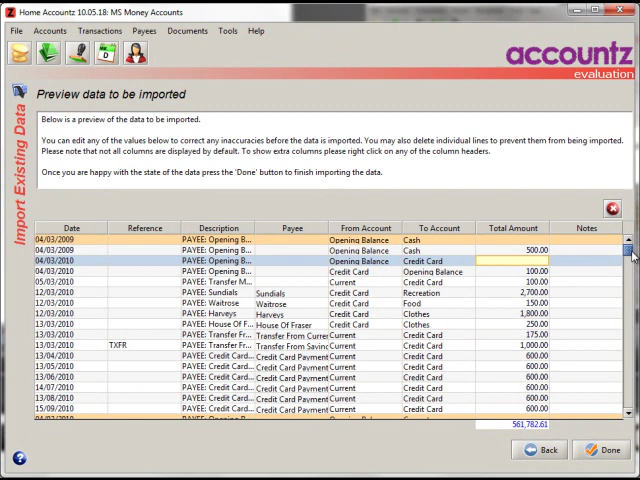 Home Accountz 10.05.18: MS Money Accounts
File Accounts Transactions Payees Documents Tools Help
D
accountz
evaluation
Import Existing Data
Preview data to be imported
Below is a preview of the data to be imported.
You can edit any of the values below to correct any inaccuracies before the data is imported. You may also delete individual lines to prevent them from being imported.
Please note that not all columns are displayed by default. To show extra columns please right click on any of the column headers.
Once you are happy with the state of the data press the 'Done' button to finish importing the data.
Date Reference Description Payee From Account To Account Total Amount Notes
04/03/2009 PAYEE: Opening B... Opening Balance Cash
04/03/2009 PAYEE: Opening B... Opening Balance Cash 500.00
04/03/2010 PAYEE: Opening B... Opening Balance Credit Card
04/03/2010 PAYEE: Opening B... Credit Card Opening Balance 100.00
05/03/2010 PAYEE: Transfer M... Current Credit Card 100.00
12/03/2010 PAYEE: Sundials Sundials Credit Card Recreation 2,700.00
12/03/2010 PAYEE: Waitrose Waitrose Credit Card Food 150.00
12/03/2010 PAYEE: Harveys Harveys Credit Card Clothes 1,800.00
13/03/2010 PAYEE: House Of F... House Of Fraser Credit Card Clothes 250.00
13/03/2010 PAYEE: Transfer Fr... Transfer From Curre Current Credit Card 175.00
13/03/2010 TXFR PAYEE: Transfer Fr... Transfer From Savin Current Credit Card 1,000.00
13/04/2010 PAYEE: Credit Card... Credit Card Payment Current Credit Card 600.00
13/05/2010 PAYEE: Credit Card... Credit Card Payment Current Credit Card 600.00
14/06/2010 PAYEE: Credit Card... Credit Card Payment Current Credit Card 600.00
13/07/2010 PAYEE: Credit Card... Credit Card Payment Current Credit Card 600.00
13/08/2010 PAYEE: Credit Card... Credit Card Payment Current Credit Card 600.00
15/09/2010 PAYEE: Credit Card... Credit Card Payment Current Credit Card 600.00
561,782.61
Back Done